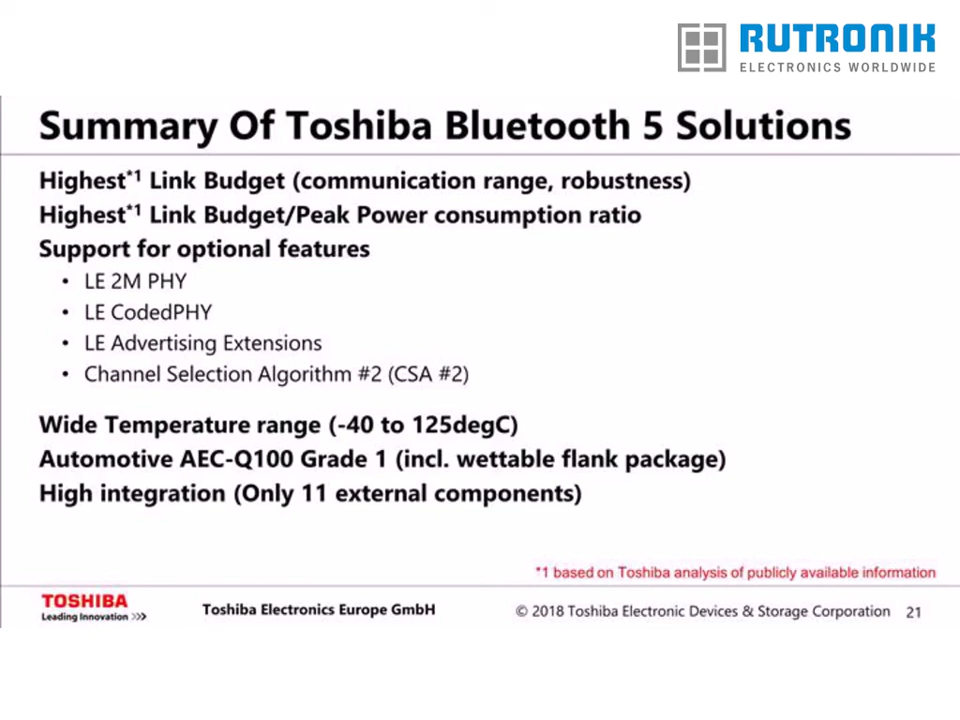 RUTRONIK
ELECTRONICS WORLDWIDE
Summary Of Toshiba Bluetooth 5 Solutions
Highest*1 Link Budget (communication range, robustness)
Highest*1 Link Budget/Peak Power consumption ratio
Support for optional features
• LE 2M PHY
• LE CodedPHY
• LE Advertising Extensions
• Channel Selection Algorithm #2 (CSA #2)
Wide Temperature range (-40 to 125degC)
Automotive AEC-Q100 Grade 1 (incl. wettable flank package)
High integration (Only 11 external components)
*1 based on Toshiba analysis of publicly available information
TOSHIBA
Leading Innovation >>>
Toshiba Electronics Europe GmbH
© 2018 Toshiba Electronic Devices & Storage Corporation 21